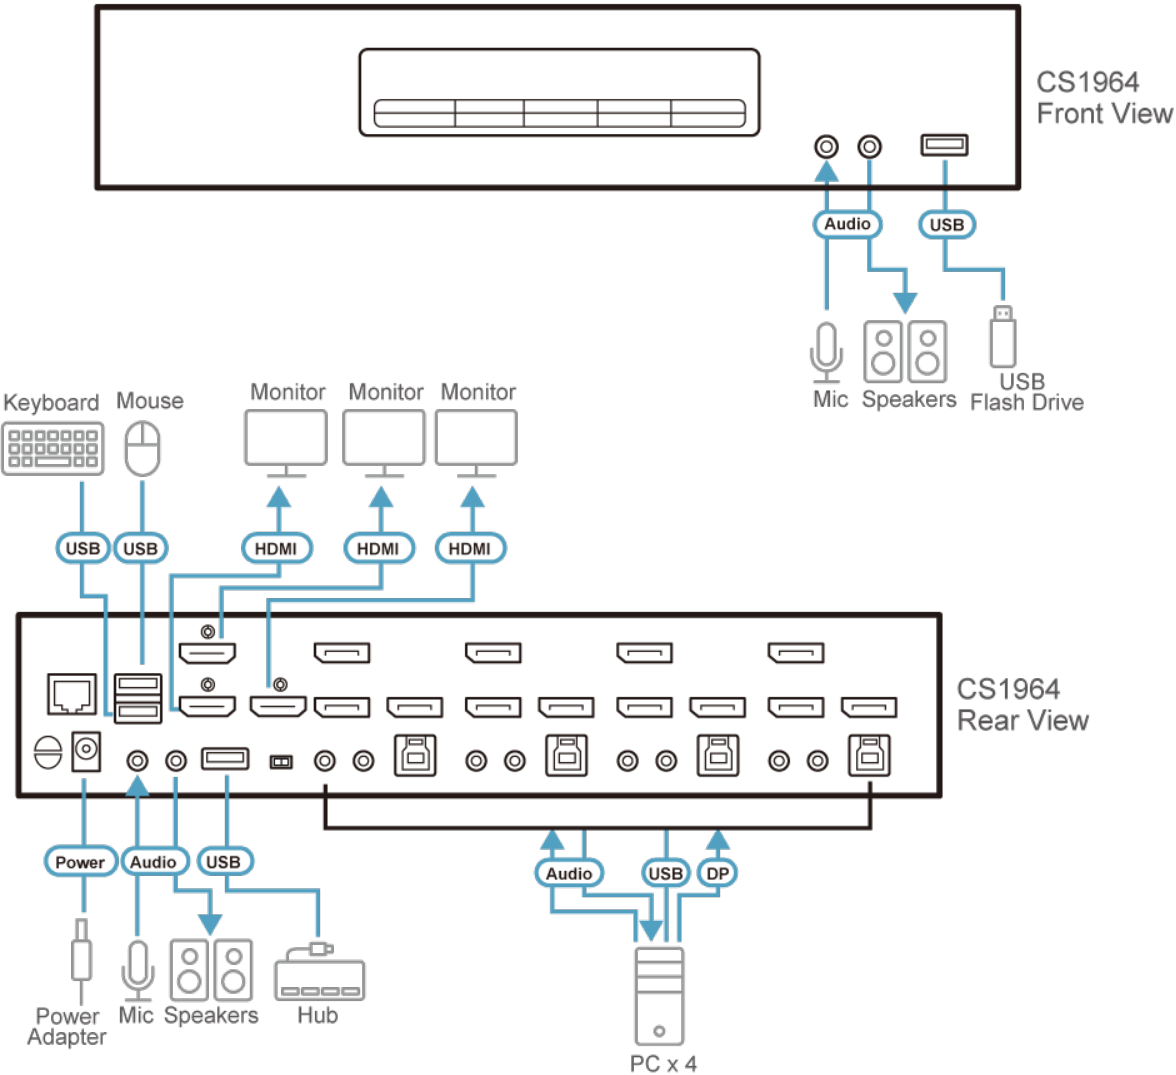 CS1964
Front View
Audio
USB
Mic
Speakers
USB
Flash Drive
Keyboard
Mouse
Monitor
Monitor
Monitor
USB
USB
HDMI
HDMI
HDMI
CS1964
Rear View
Power
Audio
USB
Audio
USB
DP
Power
Adapter
Mic
Speakers
Hub
PC x 4